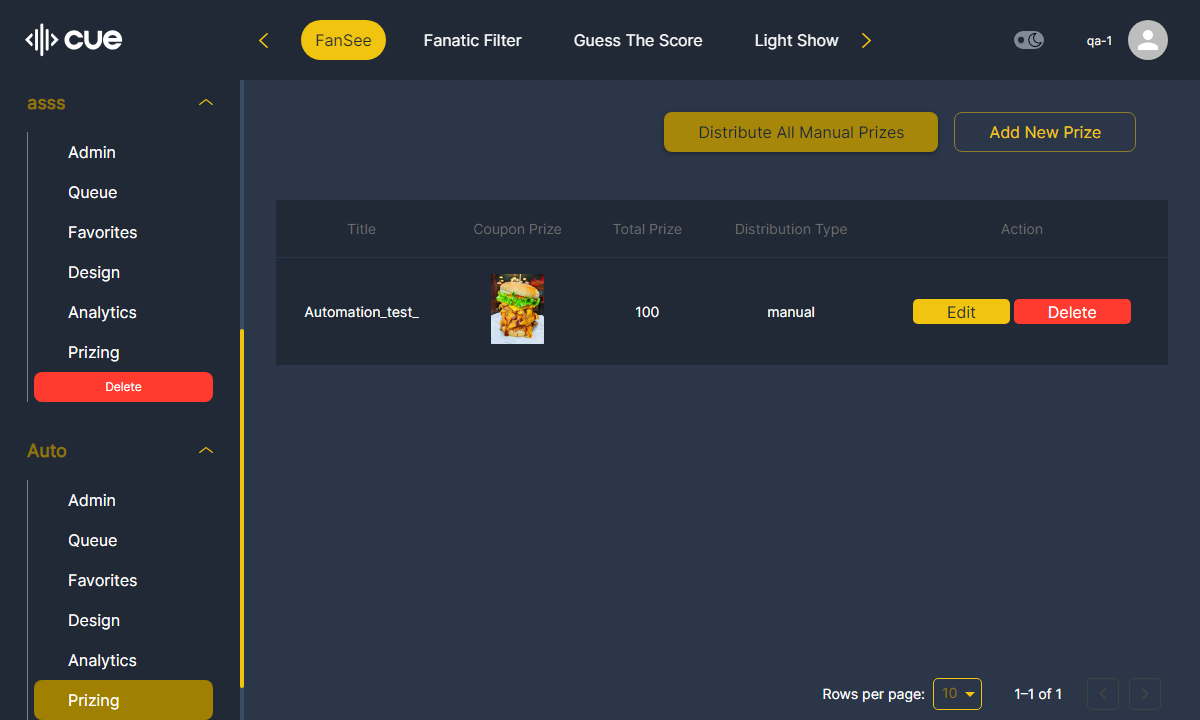 cue
FanSee
Fanatic Filter
Guess The Score
Light Show
qa-1
asss
Admin
Queue
Favorites
Design
Analytics
Prizing
Delete
Auto
Admin
Queue
Favorites
Design
Analytics
Prizing
Distribute All Manual Prizes
Add New Prize
Title Coupon Prize Total Prize Distribution Type Action
Automation_test_ 100 manual Edit Delete
Rows per page: 10 1–1 of 1